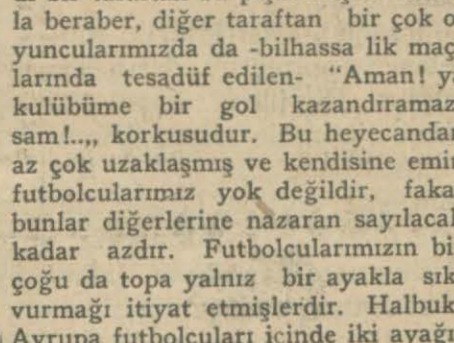 la beraber, diğer taraftan bir çok o
yuncularımızda da -bilhassa lik maç
larında tesadüf edilen- “Aman! ya
kulübüme bir gol kazandıramaz
sam!..„ korkusudur. Bu heyecandan
az çok uzaklaşmış ve kendisine emin
futbolcularımız yok değildir, faka
bunlar diğerlerine nazaran sayılacak
kadar azdır. Futbolcularımızın bi
çoğu da topa yalnız bir ayakla sık
vurmağı itiyat etmişlerdir. Halbuk
Avrupa futbolcuları içinde iki ayağı